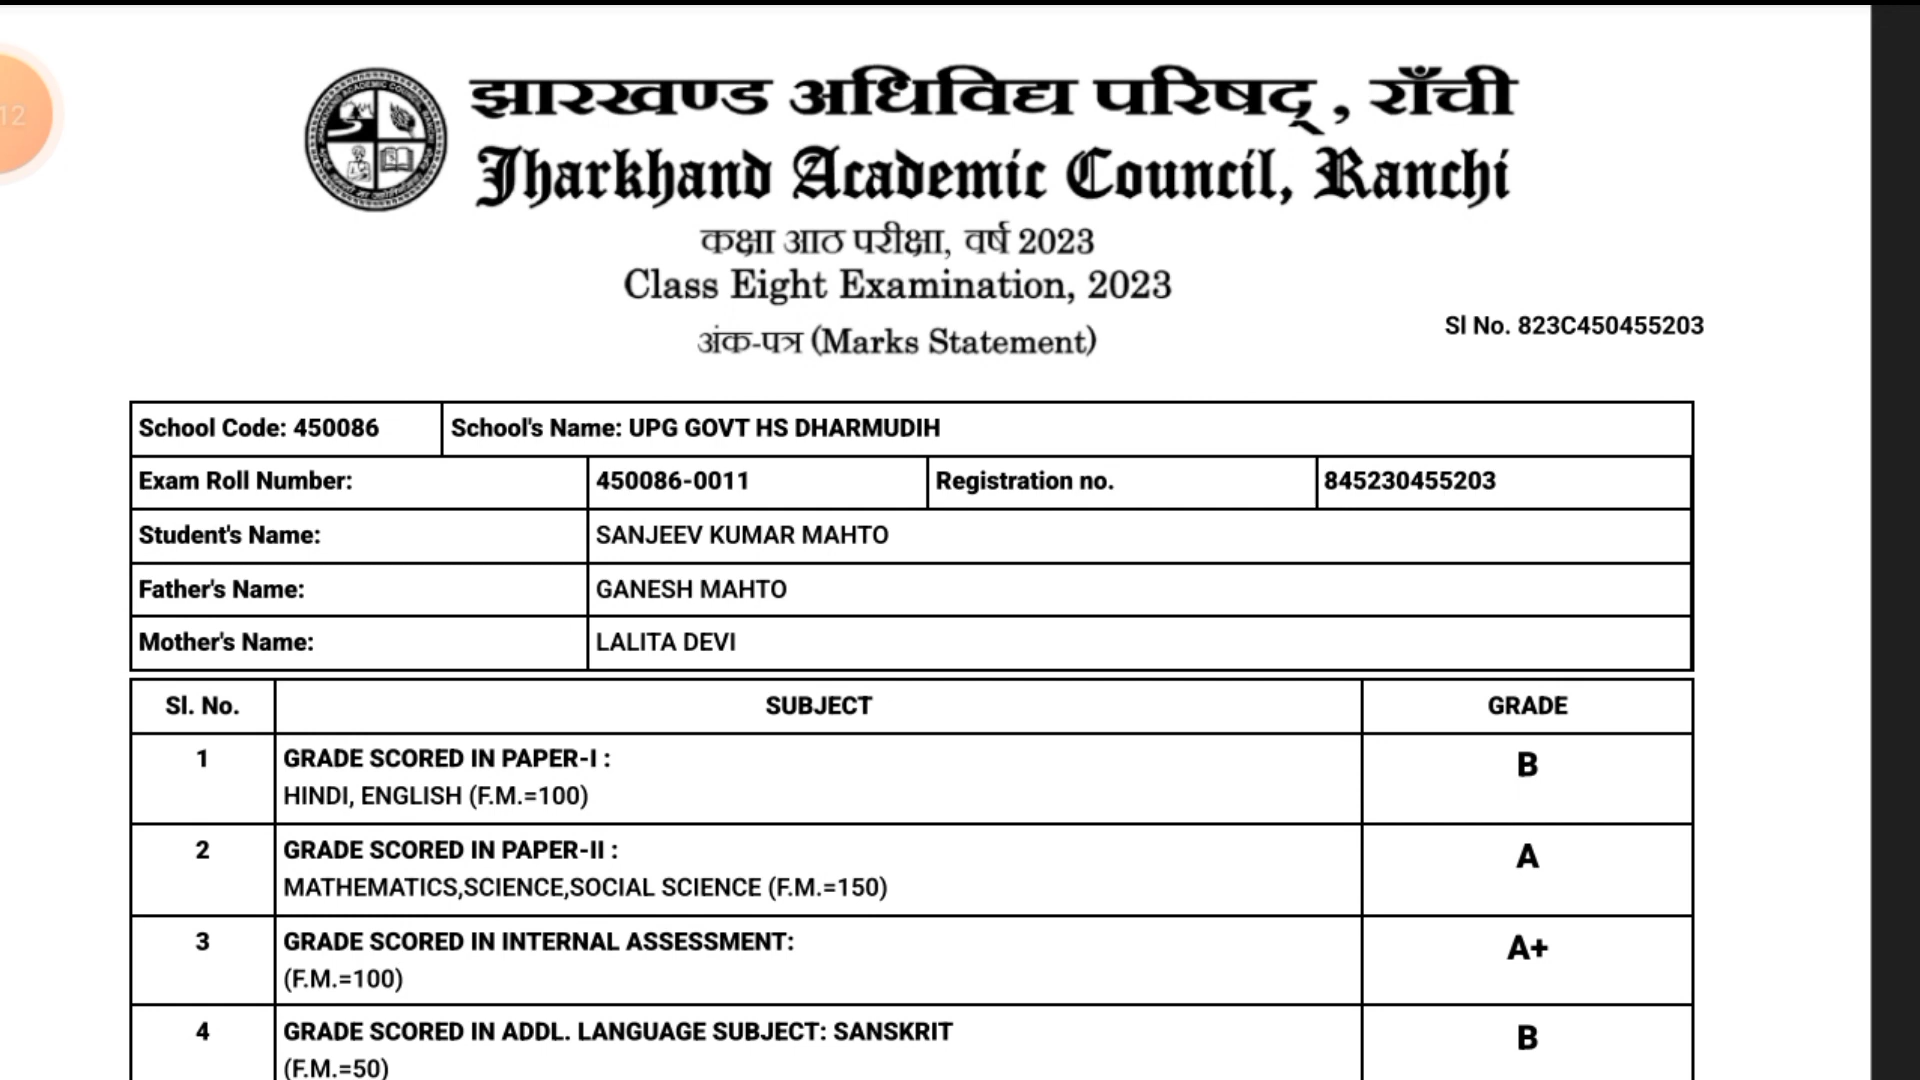 12
झारखण्ड अधिविद्य परिषद्, राँची
Jharkhand Academic Council, Ranchi
कक्षा आठ परीक्षा, वर्ष 2023
Class Eight Examination, 2023
अंक-पत्र (Marks Statement)
Sl No. 823C450455203
School Code: 450086 School's Name: UPG GOVT HS DHARMUDIH
Exam Roll Number: 450086-0011 Registration no. 845230455203
Student's Name: SANJEEV KUMAR MAHTO
Father's Name: GANESH MAHTO
Mother's Name: LALITA DEVI
Sl. No. SUBJECT GRADE
1 GRADE SCORED IN PAPER-I : B
HINDI, ENGLISH (F.M.=100)
2 GRADE SCORED IN PAPER-II : A
MATHEMATICS,SCIENCE,SOCIAL SCIENCE (F.M.=150)
3 GRADE SCORED IN INTERNAL ASSESSMENT: A+
(F.M.=100)
4 GRADE SCORED IN ADDL. LANGUAGE SUBJECT: SANSKRIT B
(F.M.=50)